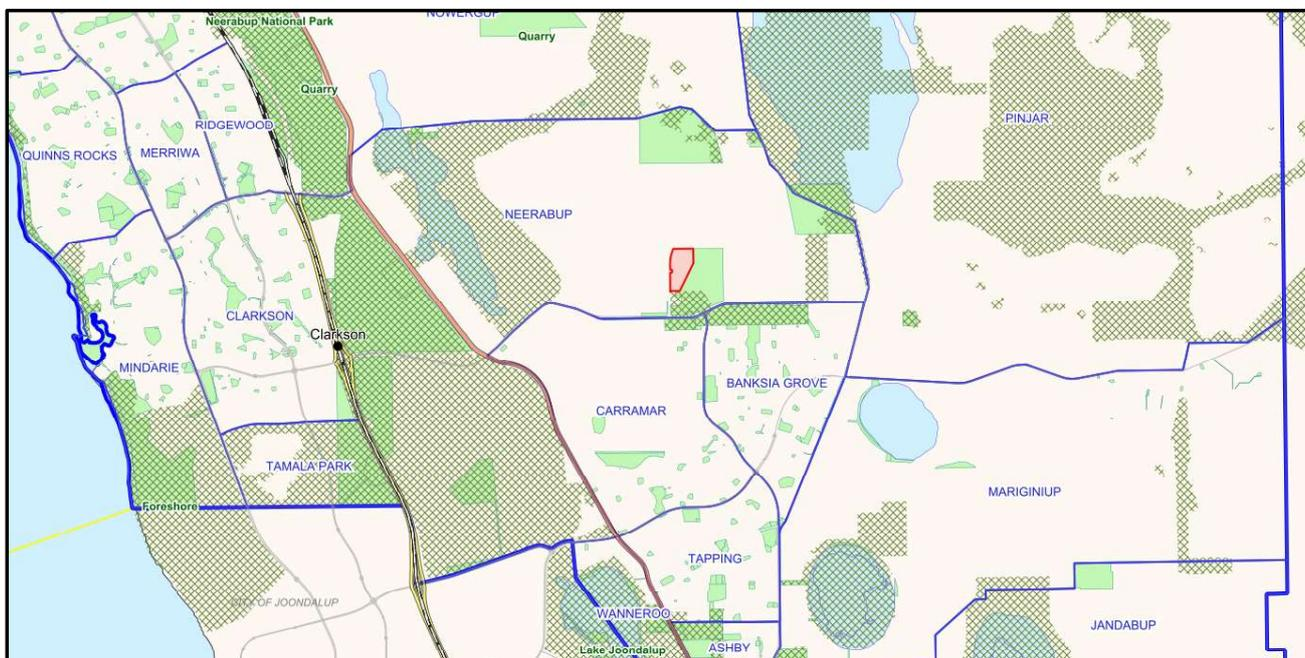 Neerabup National Park
NOWERGUP
Quarry
Quarry
PINJAR
RIDGEWOOD
QUINNS ROCKS
MERRIWA
NEERABUP
CLARKSON
Clarkson
MINDARIE
BANKSIA GROVE
CARRAMAR
TAMALA PARK
MARIGINIUP
Foreshore
TAPPING
CITY OF JOONDALUP
WANNEROO
JANDABUP
Lake Joondalup
ASHBY